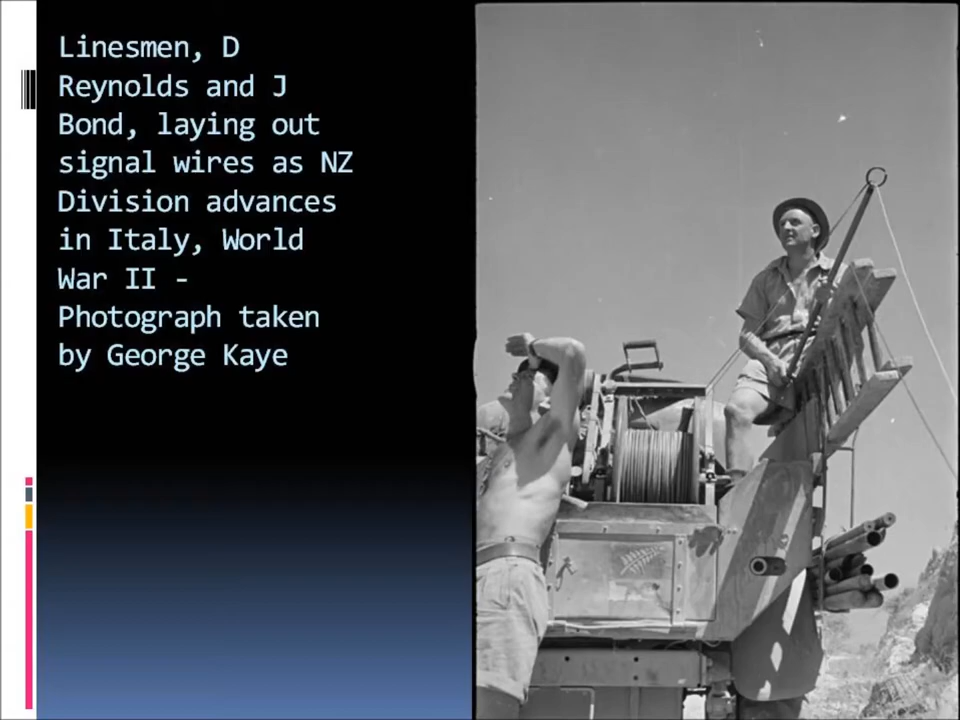 Linesmen, D
Reynolds and J
Bond, laying out
signal wires as NZ
Division advances
in Italy, World
War II -
Photograph taken
by George Kaye